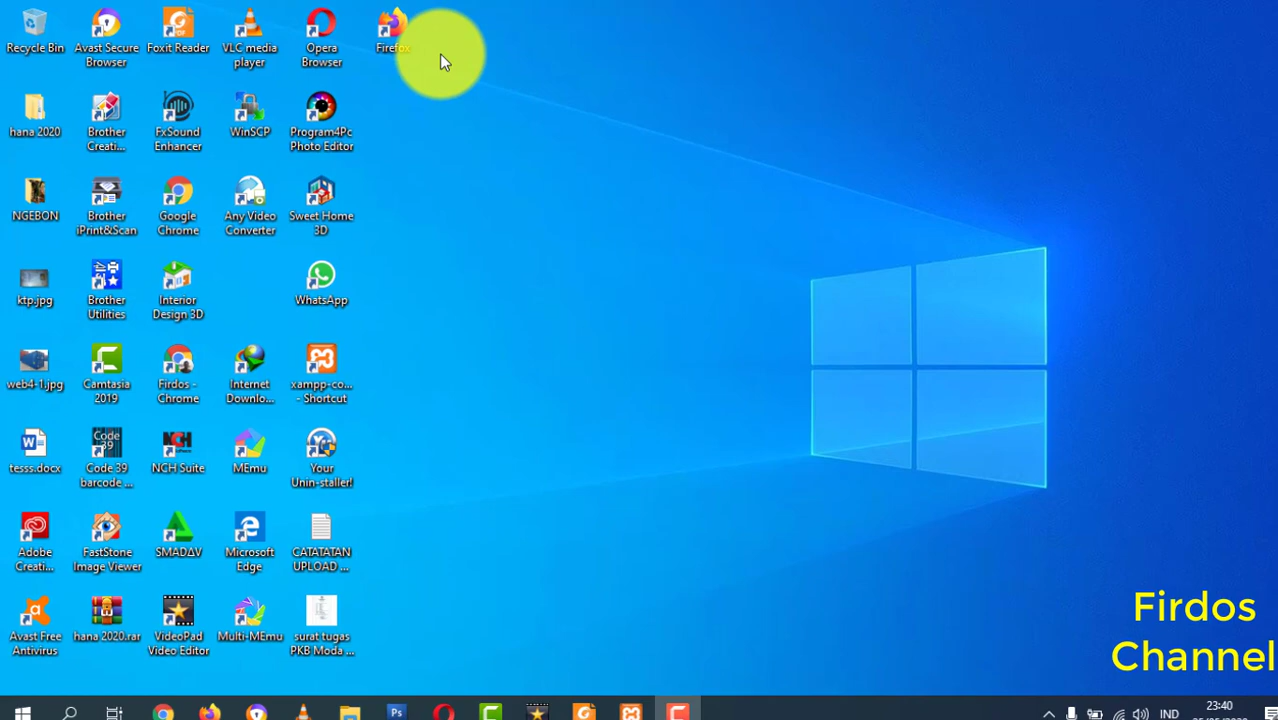 Recycle Bin
Avast Secure
Browser
Foxit Reader
VLC media
player
Opera
Browser
Firefox
hana 2020
Brother
Creati...
FxSound
Enhancer
WinSCP
Program4Pc
Photo Editor
NGEBON
Brother
iPrint&Scan
Google
Chrome
Any Video
Converter
Sweet Home
3D
ktp.jpg
Brother
Utilities
Interior
Design 3D
WhatsApp
web4-1.jpg
Camtasia
2019
Firdos -
Chrome
Internet
Downlo...
xampp-co...
- Shortcut
tesss.docx
Code
39
Code 39
barcode ...
NCH
NCH Suite
MEmu
Your
Unin-staller!
Adobe
Creati...
FastStone
Image Viewer
SMADΔV
Microsoft
Edge
CATATATAN
UPLOAD ...
Avast Free
Antivirus
hana 2020.rar
VideoPad
Video Editor
Multi-MEmu
surat tugas
PKB Moda ...
Firdos
Channel
Ps
IND
23:40